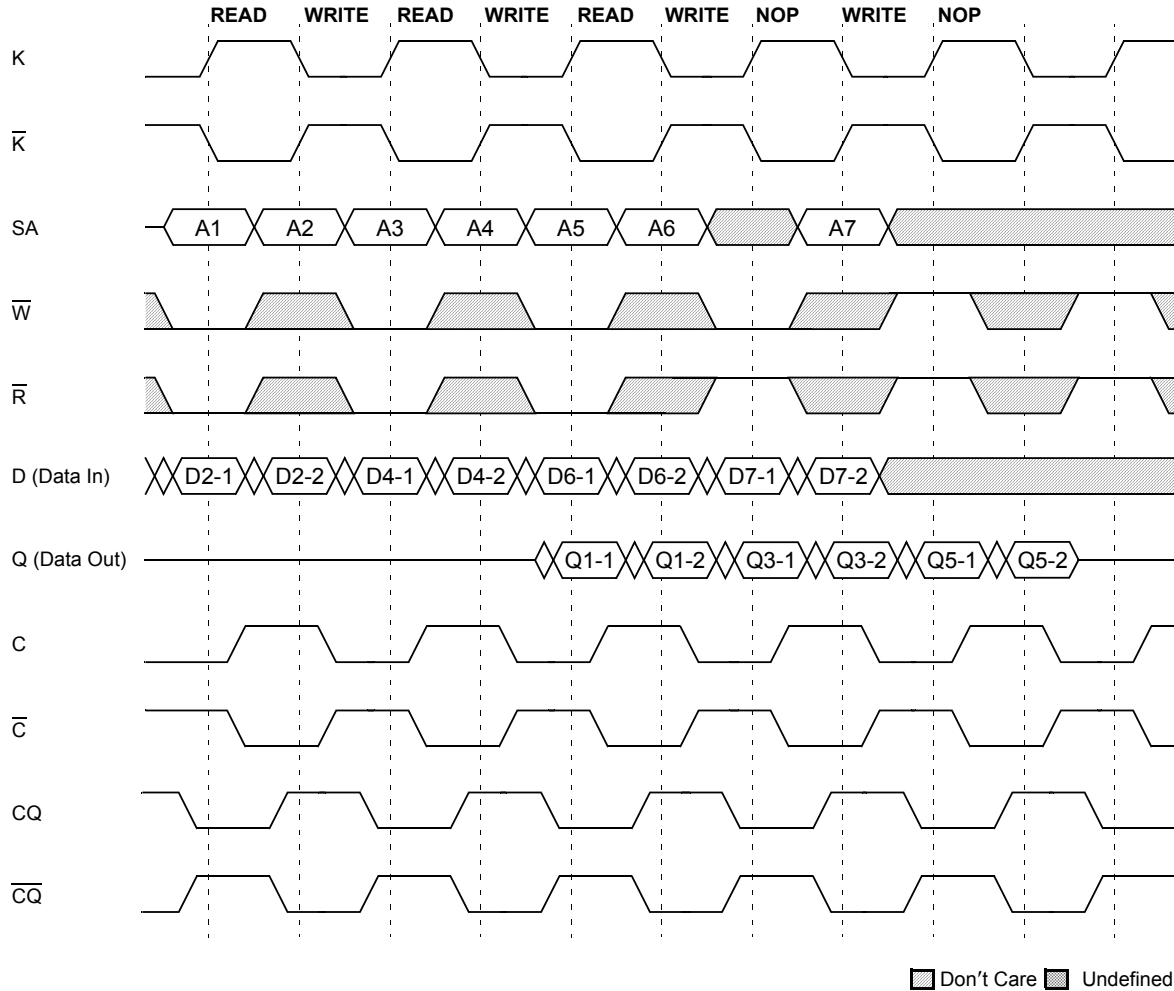 READ WRITE READ WRITE READ WRITE NOP WRITE NOP
K
K̅
SA A1 A2 A3 A4 A5 A6 A7
W̅
R̅
D (Data In) D2-1 D2-2 D4-1 D4-2 D6-1 D6-2 D7-1 D7-2
Q (Data Out) Q1-1 Q1-2 Q3-1 Q3-2 Q5-1 Q5-2
C
C̅
CQ
C̅Q̅
Don't Care Undefined